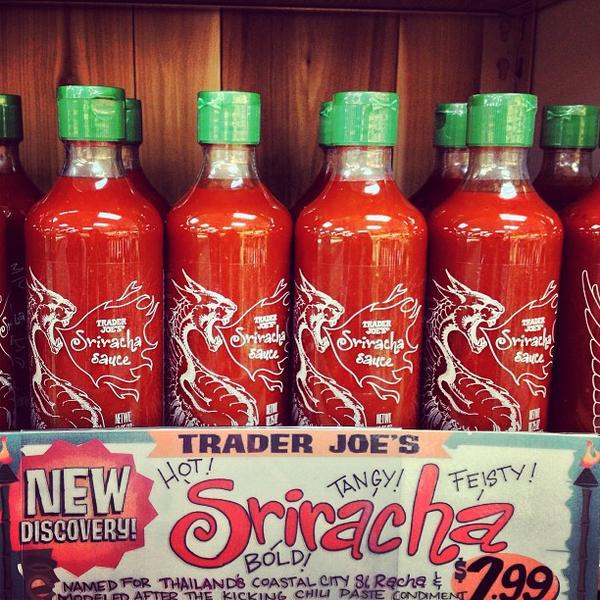 TRADER
JOE'S
Sriracha
Sauce
TRADER
JOE'S
Sriracha
Sauce
TRADER
JOE'S
Sriracha
Sauce
TRADER
JOE'S
Sriracha
Sauce
TRADER JOE'S
NEW
DISCOVERY!
HOT!
TANGY!
FEISTY!
Sriracha
BOLD!
$2.99
NAMED FOR THAILAND'S COASTAL CITY Si Racha &
MODELED AFTER THE KICKING CHILI PASTE CONDIMENT